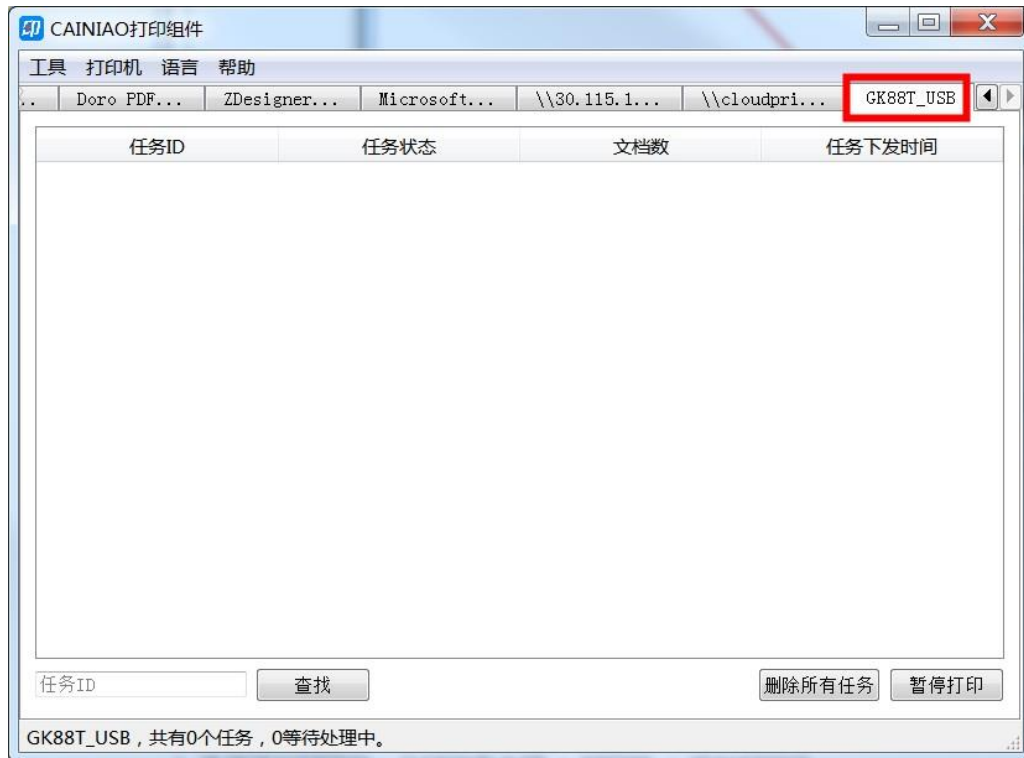 CAINIAO打印组件
工具 打印机 语言 帮助
.. Doro PDF... ZDesigner... Microsoft... \\30.115.1... \\cloudpri... GK88T_USB
任务ID 任务状态 文档数 任务下发时间
任务ID 查找 删除所有任务 暂停打印
GK88T_USB，共有0个任务，0等待处理中。